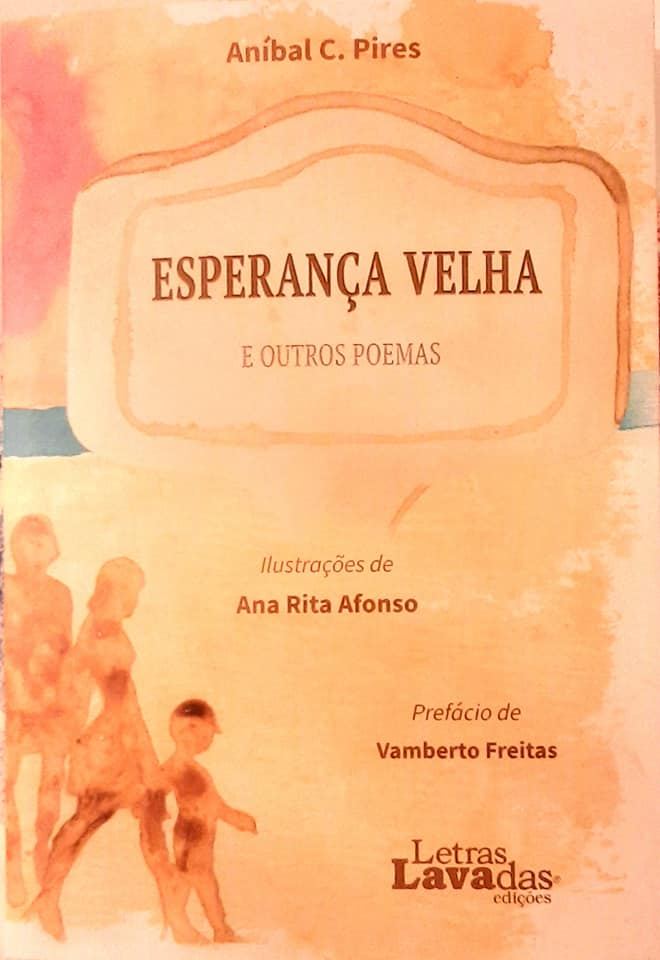 Aníbal C. Pires
ESPERANÇA VELHA
E OUTROS POEMAS
Ilustrações de
Ana Rita Afonso
Prefácio de
Vamberto Freitas
Letras
LAVAdas®
edições